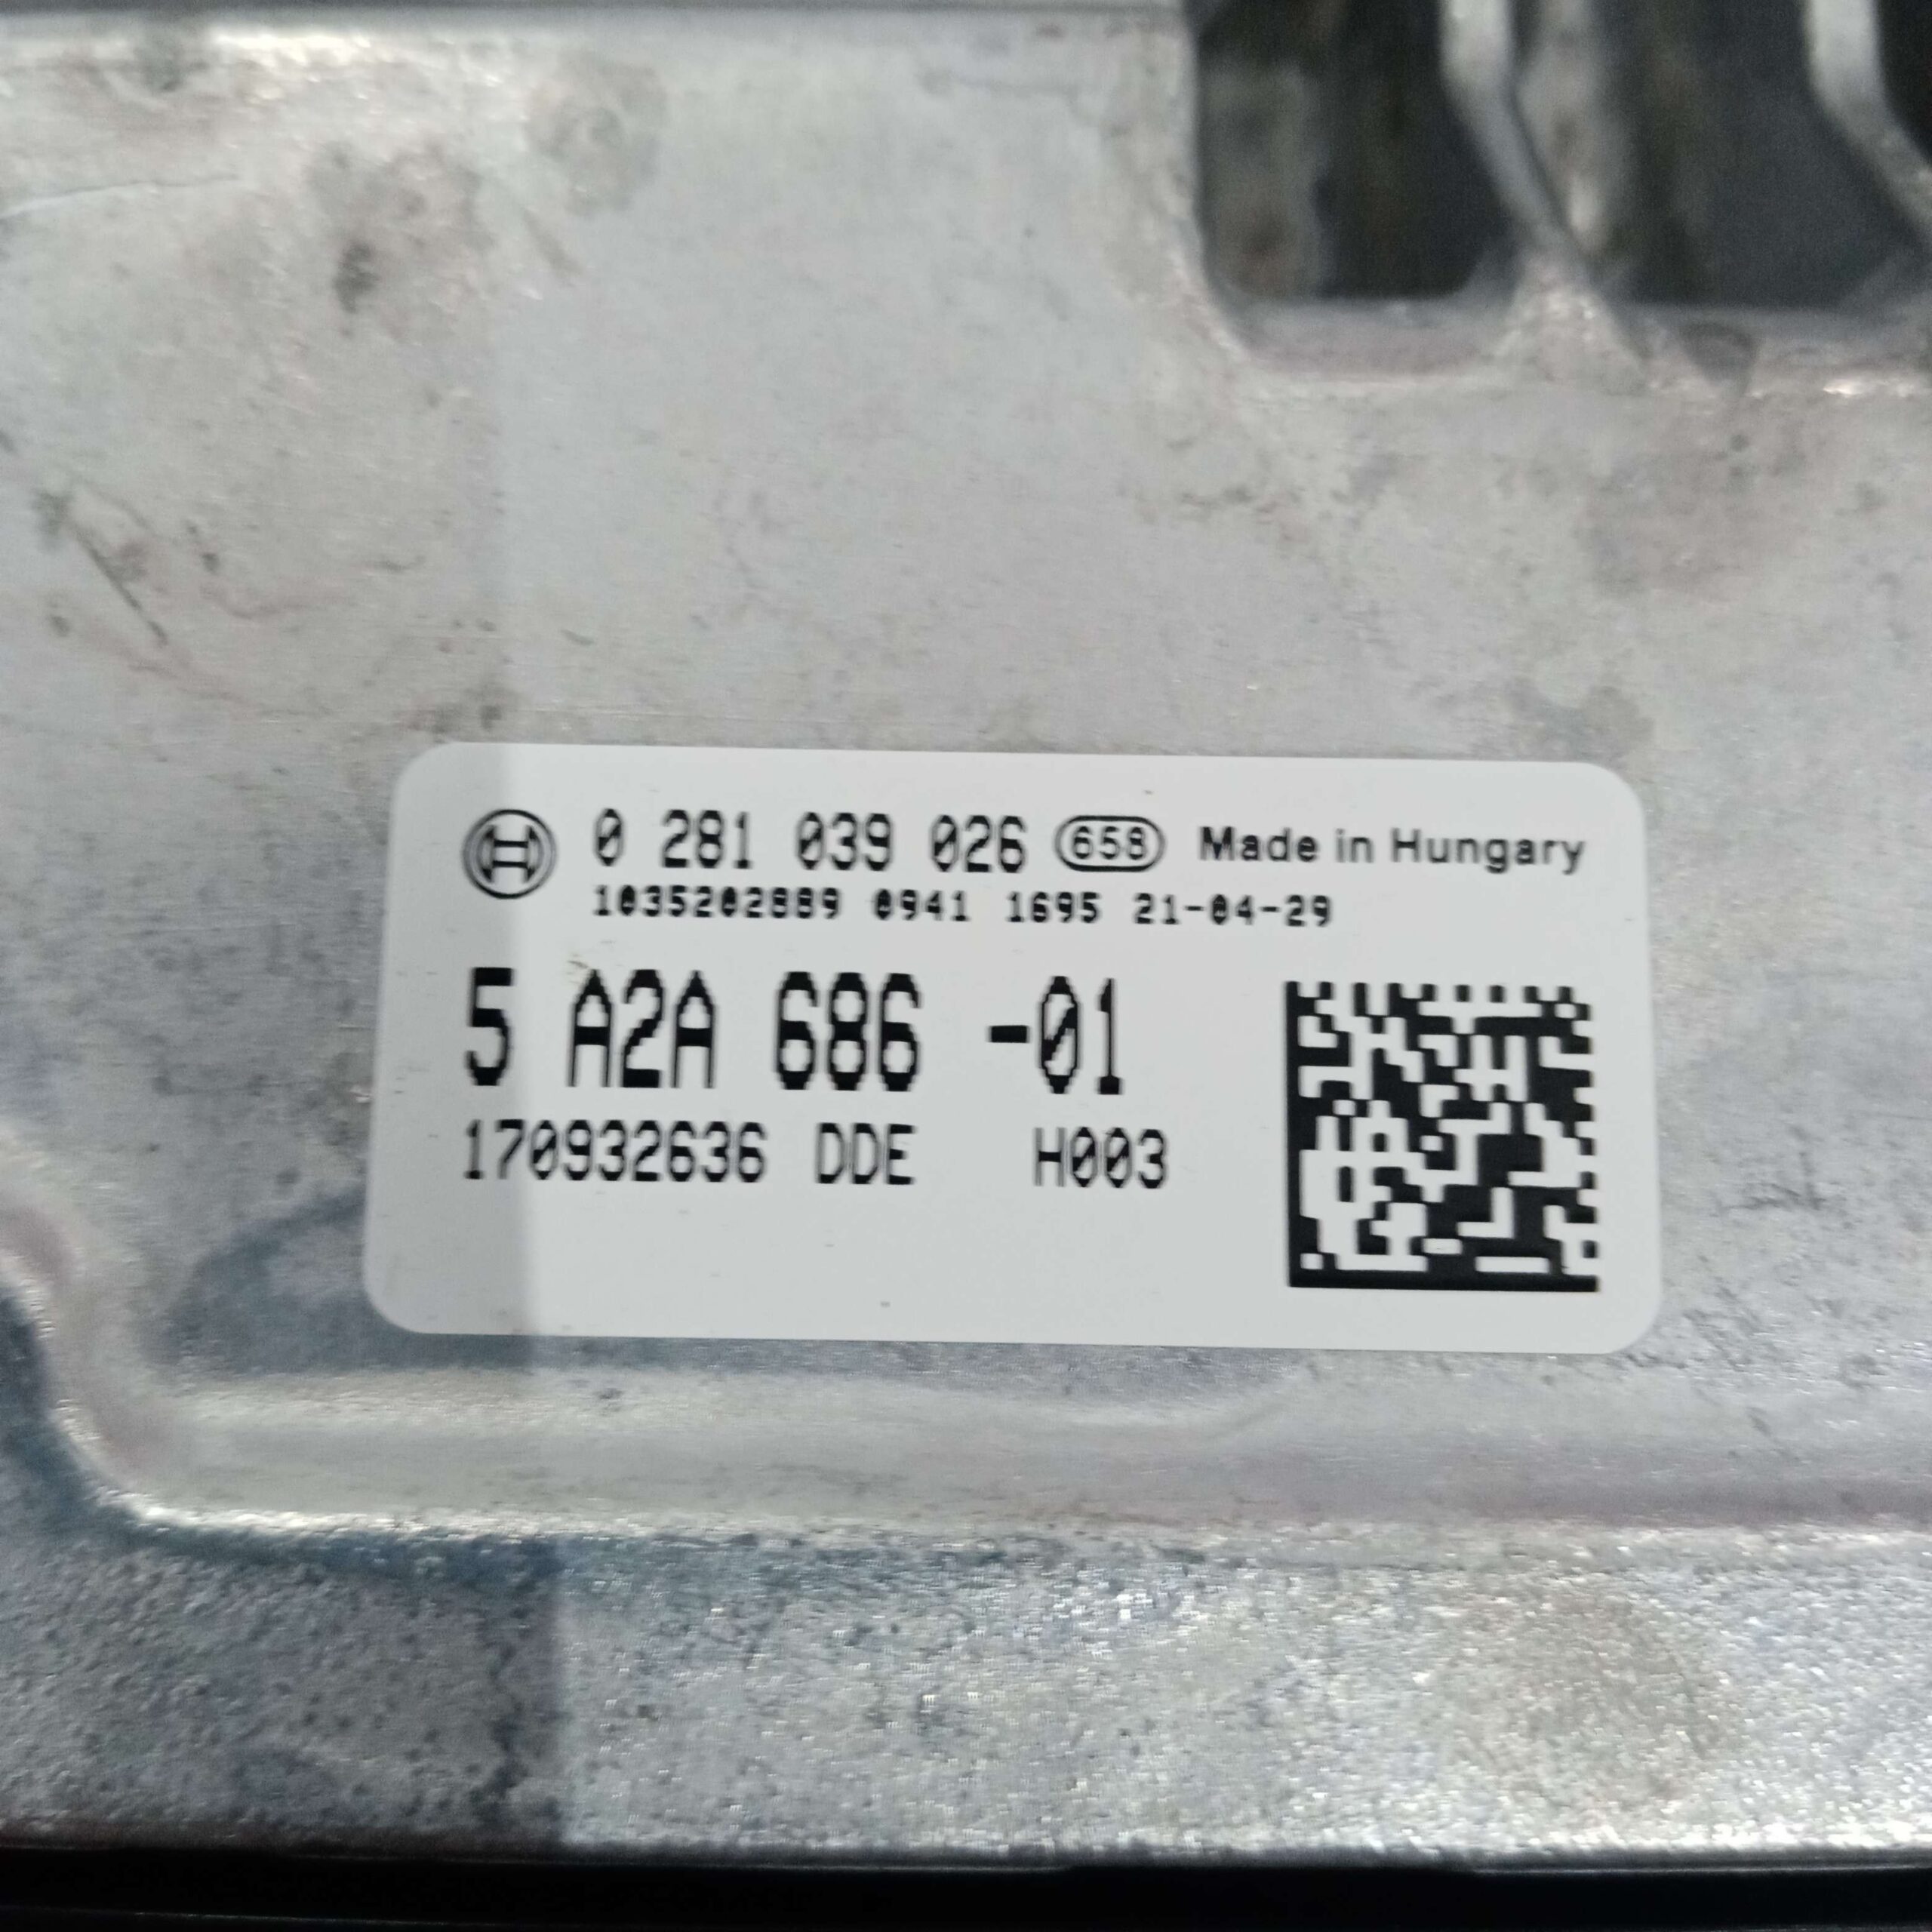 0 281 039 026 658 Made in Hungary
1035202889 0941 1695 21-04-29
5 A2A 686 -01
170932636 DDE H003